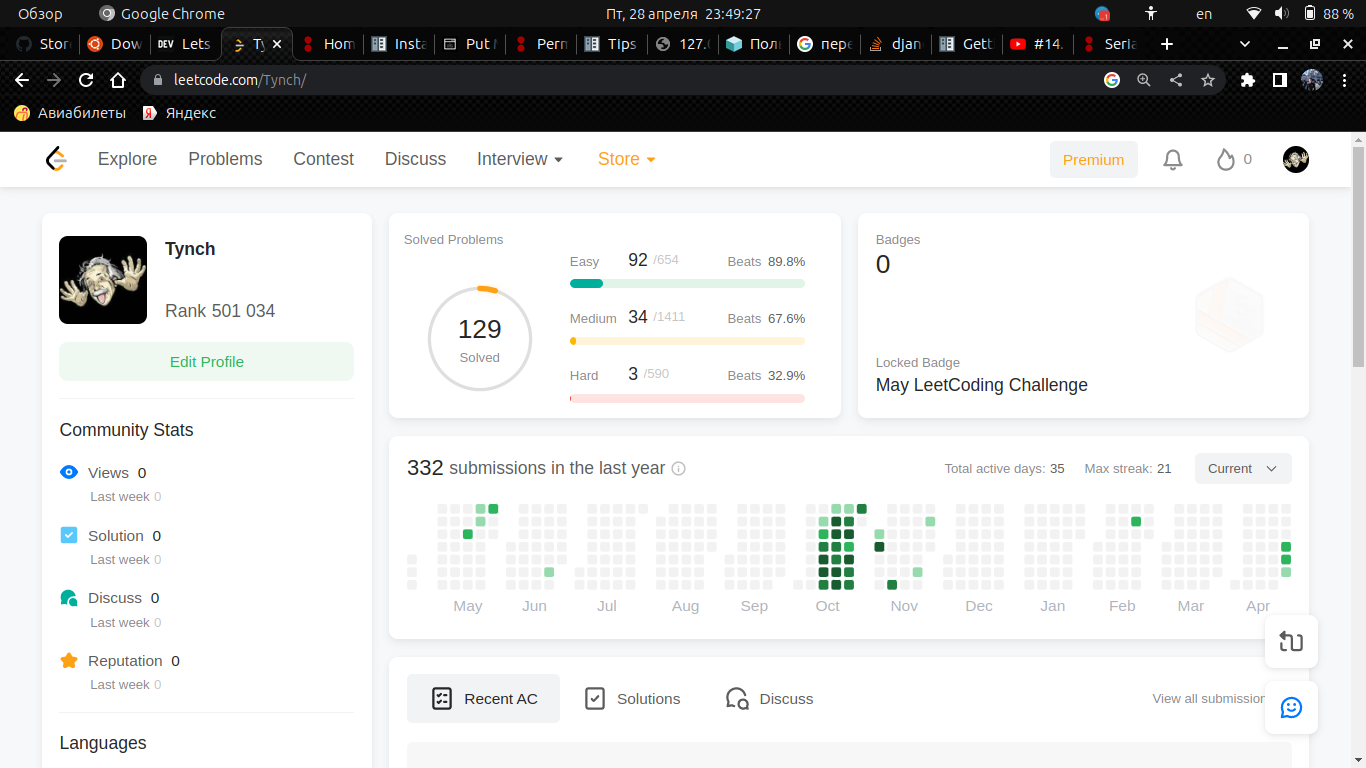 Обзор Google Chrome Пт, 28 апреля 23:49:27 en 88 %
Stor Dow DEV Lets Ty Hom Insta Put Perm Tips 127. Поль пере djan Gett #14. Seria
leetcode.com/Tynch/
Авиабилеты Яндекс
Explore Problems Contest Discuss Interview Store Premium 0
Tynch
Rank 501 034
Edit Profile
Community Stats
Views 0
Last week 0
Solution 0
Last week 0
Discuss 0
Last week 0
Reputation 0
Last week 0
Languages
Solved Problems
129
Solved
Easy 92 /654 Beats 89.8%
Medium 34 /1411 Beats 67.6%
Hard 3 /590 Beats 32.9%
Badges
0
Locked Badge
May LeetCoding Challenge
332 submissions in the last year Total active days: 35 Max streak: 21 Current
May Jun Jul Aug Sep Oct Nov Dec Jan Feb Mar Apr
Recent AC Solutions Discuss View all submission